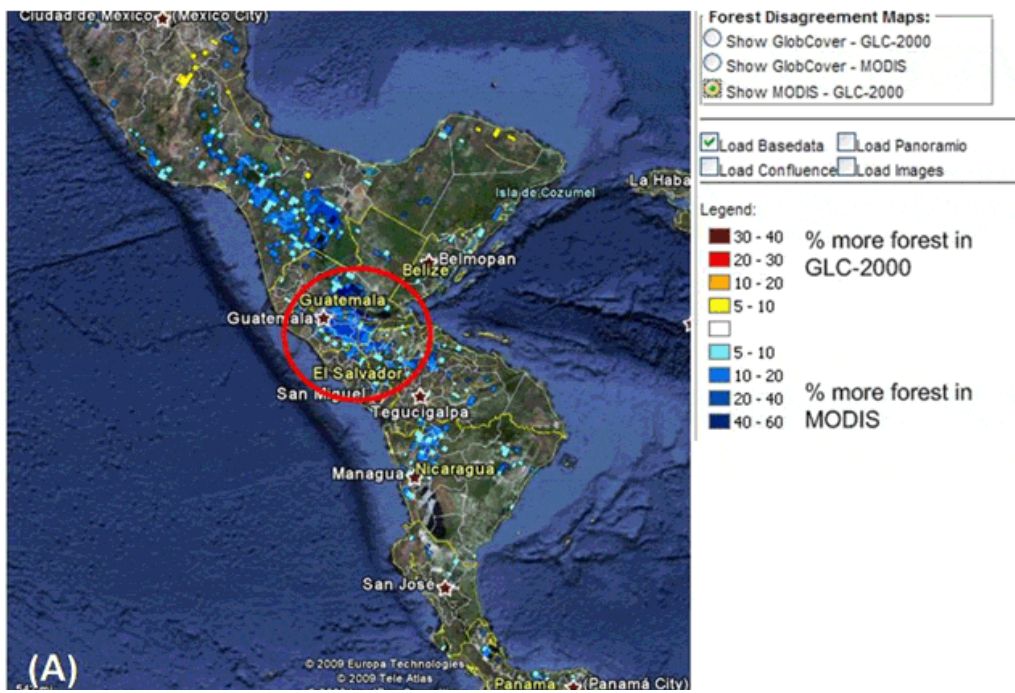 Ciudad de México (Mexico City)
Isla de Cozumel
La Haba
Belmopan
Belize
Guatemala
Guatemala
El Salvador
San Miguel
Tegucigalpa
Managua
Nicaragua
San José
(A)
© 2009 Europa Technologies
© 2009 Tele Atlas
(Panama
(Panamá City)
Forest Disagreement Maps:
Show GlobCover - GLC-2000
Show GlobCover - MODIS
Show MODIS - GLC-2000
Load Basedata Load Panoramio
Load Confluence Load Images
Legend:
30 - 40
20 - 30
10 - 20
5 - 10
% more forest in
GLC-2000
5 - 10
10 - 20
20 - 40
40 - 60
% more forest in
MODIS